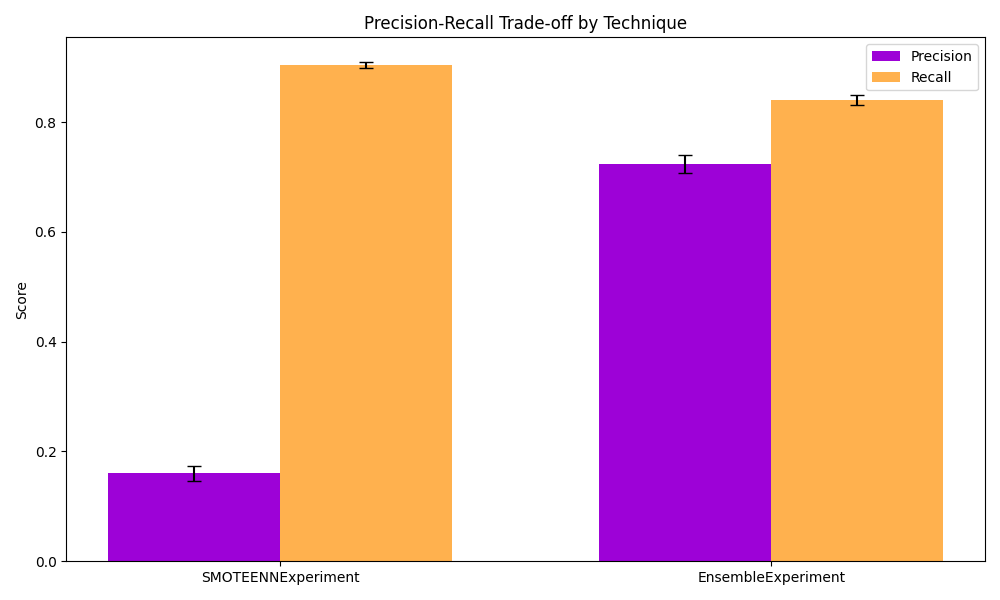 Precision-Recall Trade-off by Technique
Precision
Recall
Score
0.8
0.6
0.4
0.2
0.0
SMOTEENNExperiment
EnsembleExperiment